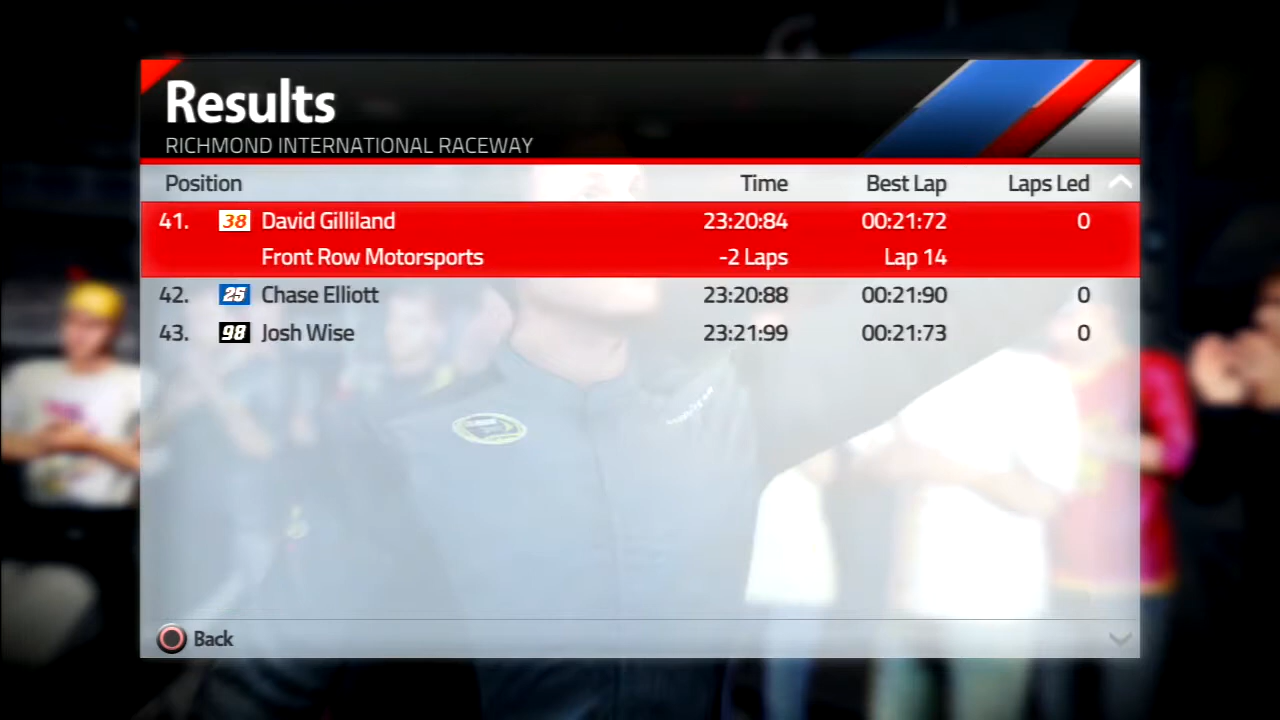 Results
RICHMOND INTERNATIONAL RACEWAY
Position Time Best Lap Laps Led
41. 38 David Gilliland 23:20:84 00:21:72 0
Front Row Motorsports -2 Laps Lap 14
42. 25 Chase Elliott 23:20:88 00:21:90 0
43. 98 Josh Wise 23:21:99 00:21:73 0
Back